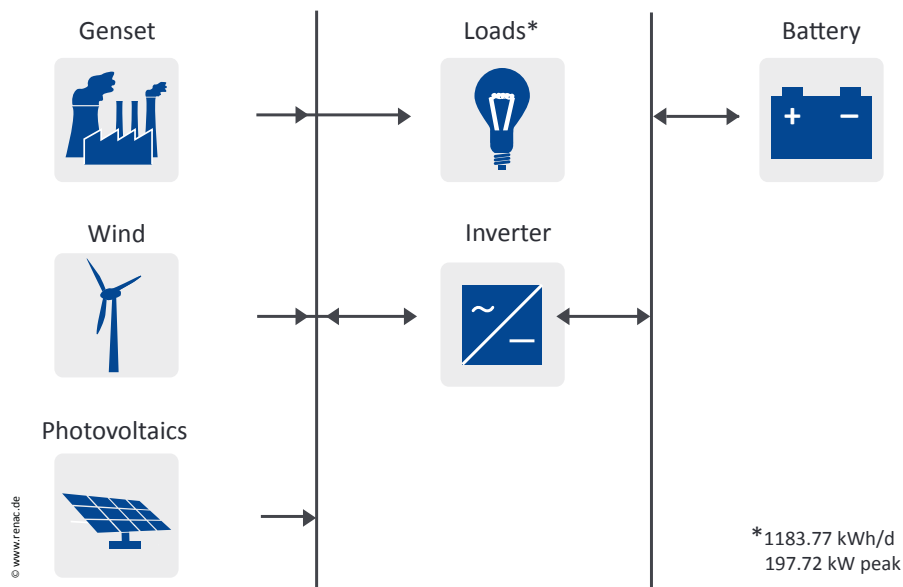 Genset
Loads*
Battery
+ −
Wind
Inverter
~
−
Photovoltaics
© www.renac.de
*1183.77 kWh/d
197.72 kW peak